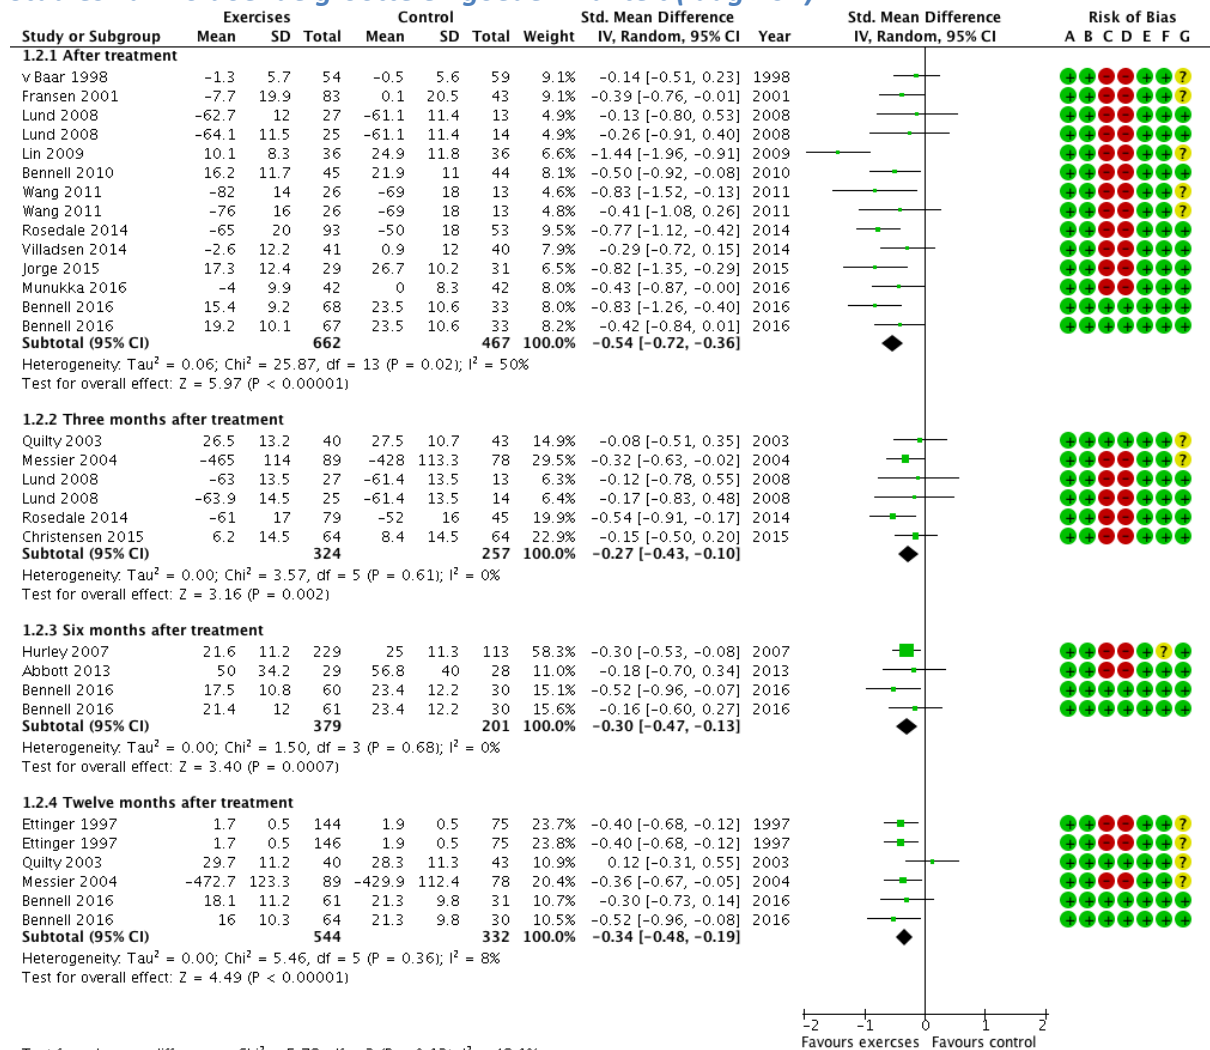 Exercises Control Std. Mean Difference Std. Mean Difference Risk of Bias
Study or Subgroup Mean SD Total Mean SD Total Weight IV, Random, 95% CI Year IV, Random, 95% CI A B C D E F G
1.2.1 After treatment
v Baar 1998 -1.3 5.7 54 -0.5 5.6 59 9.1% -0.14 [-0.51, 0.23] 1998 + + - - + + ?
Fransen 2001 -7.7 19.9 83 0.1 20.5 43 9.1% -0.39 [-0.76, -0.01] 2001 + + - - + + ?
Lund 2008 -62.7 12 27 -61.1 11.4 13 4.9% -0.13 [-0.80, 0.53] 2008 + + - - + + +
Lund 2008 -64.1 11.5 25 -61.1 11.4 14 5.0% -0.26 [-0.91, 0.40] 2008 + + - - + + +
Lin 2009 10.1 8.3 36 24.9 11.8 36 6.6% -1.44 [-1.96, -0.91] 2009 + + - - + + ?
Bennell 2010 16.2 11.7 45 21.9 11 44 8.1% -0.50 [-0.92, -0.08] 2010 + + - - + + +
Wang 2011 -82 14 26 -69 18 13 4.6% -0.83 [-1.52, -0.13] 2011 + + - - + + ?
Wang 2011 -76 16 26 -69 18 13 4.8% -0.41 [-1.08, 0.26] 2011 + + - - + + ?
Rosedale 2014 -65 20 93 -50 18 53 9.5% -0.77 [-1.12, -0.42] 2014 + + - - + + +
Villadsen 2014 -2.6 12.2 41 0.9 12 40 7.9% -0.29 [-0.72, 0.15] 2014 + + - - + + +
Jorge 2015 17.3 12.4 29 26.7 10.2 31 6.5% -0.82 [-1.35, -0.29] 2015 + + - - + + +
Munukka 2016 -4 9.9 42 0 8.3 42 8.0% -0.43 [-0.87, -0.00] 2016 + + - - + + +
Bennell 2016 15.4 9.2 68 23.5 10.6 33 8.0% -0.83 [-1.26, -0.40] 2016 + + + + + + +
Bennell 2016 19.2 10.1 67 23.5 10.6 33 8.2% -0.42 [-0.84, 0.01] 2016 + + + + + + +
Subtotal (95% CI) 662 467 100.0% -0.54 [-0.72, -0.36]
Heterogeneity: Tau² = 0.06; Chi² = 25.87, df = 13 (P = 0.02); I² = 50%
Test for overall effect: Z = 5.97 (P < 0.00001)
1.2.2 Three months after treatment
Quilty 2003 26.5 13.2 40 27.5 10.7 43 14.9% -0.08 [-0.51, 0.35] 2003 + + + + + + ?
Messier 2004 -465 114 89 -428 113.3 78 29.5% -0.32 [-0.63, -0.02] 2004 + + - - + + ?
Lund 2008 -63 13.5 27 -61.4 13.5 13 6.3% -0.12 [-0.78, 0.55] 2008 + + - - + + +
Lund 2008 -63.9 14.5 25 -61.4 13.5 14 6.4% -0.17 [-0.83, 0.48] 2008 + + - - + + +
Rosedale 2014 -61 17 79 -52 16 45 19.9% -0.54 [-0.91, -0.17] 2014 + + - - + + +
Christensen 2015 6.2 14.5 64 8.4 14.5 64 22.9% -0.15 [-0.50, 0.20] 2015 + + - - + + +
Subtotal (95% CI) 324 257 100.0% -0.27 [-0.43, -0.10]
Heterogeneity: Tau² = 0.00; Chi² = 3.57, df = 5 (P = 0.61); I² = 0%
Test for overall effect: Z = 3.16 (P = 0.002)
1.2.3 Six months after treatment
Hurley 2007 21.6 11.2 229 25 11.3 113 58.3% -0.30 [-0.53, -0.08] 2007 + + - - + ? +
Abbott 2013 50 34.2 29 56.8 40 28 11.0% -0.18 [-0.70, 0.34] 2013 + + - - + + +
Bennell 2016 17.5 10.8 60 23.4 12.2 30 15.1% -0.52 [-0.96, -0.07] 2016 + + + + + + +
Bennell 2016 21.4 12 61 23.4 12.2 30 15.6% -0.16 [-0.60, 0.27] 2016 + + + + + + +
Subtotal (95% CI) 379 201 100.0% -0.30 [-0.47, -0.13]
Heterogeneity: Tau² = 0.00; Chi² = 1.50, df = 3 (P = 0.68); I² = 0%
Test for overall effect: Z = 3.40 (P = 0.0007)
1.2.4 Twelve months after treatment
Ettinger 1997 1.7 0.5 144 1.9 0.5 75 23.7% -0.40 [-0.68, -0.12] 1997 + + - - + + ?
Ettinger 1997 1.7 0.5 146 1.9 0.5 75 23.8% -0.40 [-0.68, -0.12] 1997 + + - - + + ?
Quilty 2003 29.7 11.2 40 28.3 11.3 43 10.9% 0.12 [-0.31, 0.55] 2003 + + + + + + ?
Messier 2004 -472.7 123.3 89 -429.9 112.4 78 20.4% -0.36 [-0.67, -0.05] 2004 + + - - + + ?
Bennell 2016 18.1 11.2 61 21.3 9.8 31 10.7% -0.30 [-0.73, 0.14] 2016 + + + + + + +
Bennell 2016 16 10.3 64 21.3 9.8 30 10.5% -0.52 [-0.96, -0.08] 2016 + + + + + + +
Subtotal (95% CI) 544 332 100.0% -0.34 [-0.48, -0.19]
Heterogeneity: Tau² = 0.00; Chi² = 5.46, df = 5 (P = 0.36); I² = 8%
Test for overall effect: Z = 4.49 (P < 0.00001)
-2 -1 0 1 2
Favours exercses Favours control